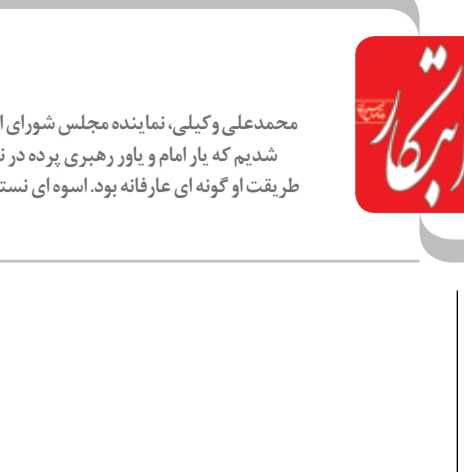 ابتکار
محمدعلی وکیلی، نماینده مجلس شورای ا
شدیم که یار امام و یاور رهبری پرده در ن
طریقت او گونه ای عارفانه بود. اسوه ای نست